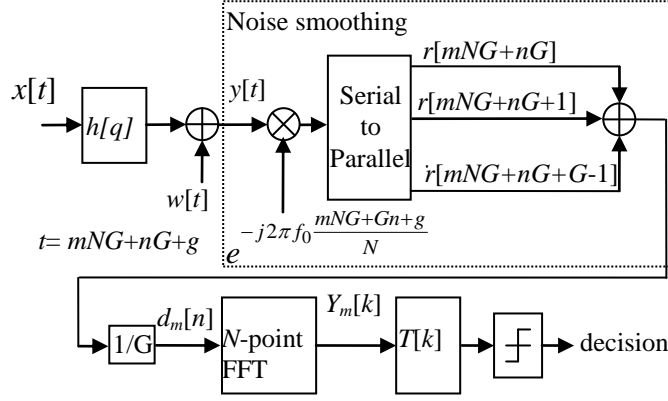 Noise smoothing
x[t]
h[q]
w[t]
y[t]
t= mNG+nG+g
e^{-j2πf_0 \frac{mNG+Gn+g}{N}}
Serial
to
Parallel
r[mNG+nG]
r[mNG+nG+1]
r[mNG+nG+G-1]
1/G
d_m[n]
N-point
FFT
Y_m[k]
T[k]
decision